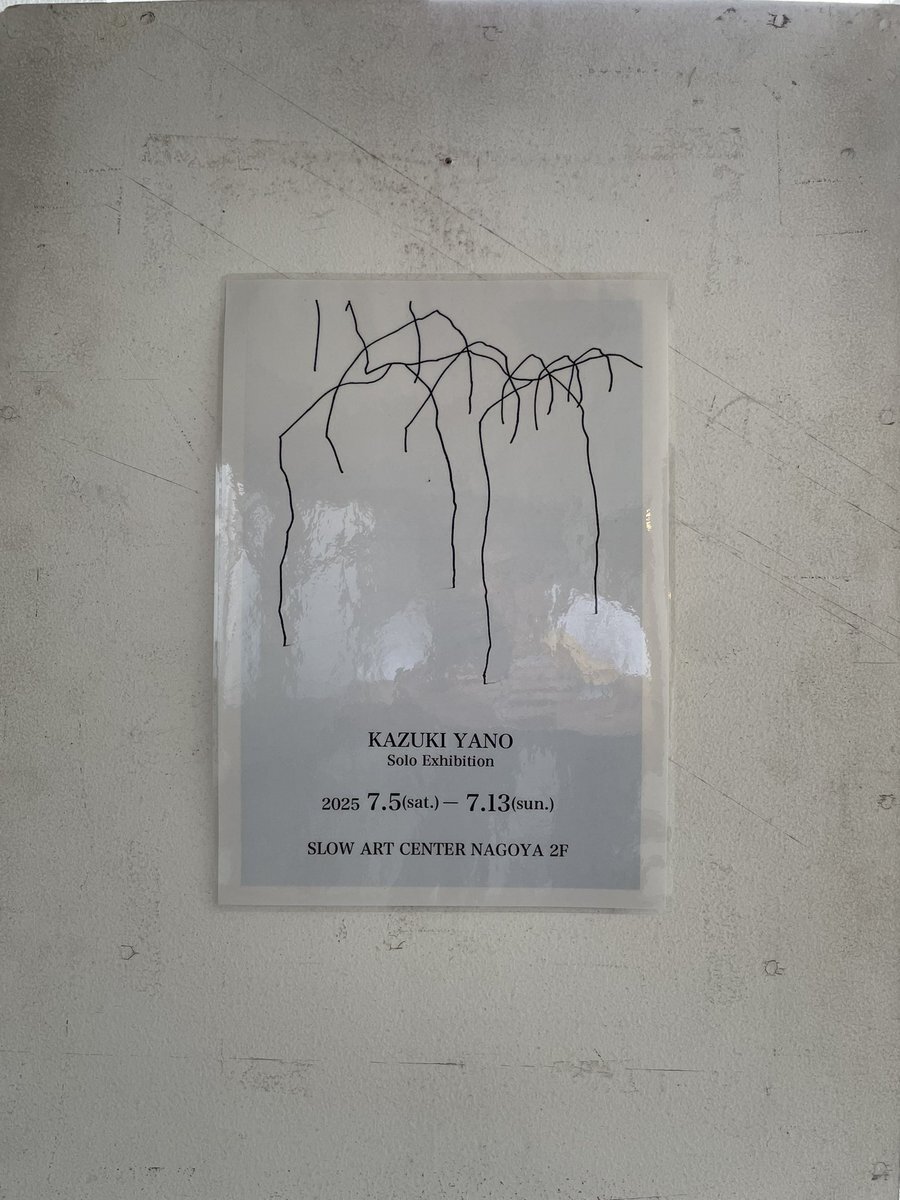 KAZUKI YANO
Solo Exhibition
2025 7.5(sat.) — 7.13(sun.)
SLOW ART CENTER NAGOYA 2F